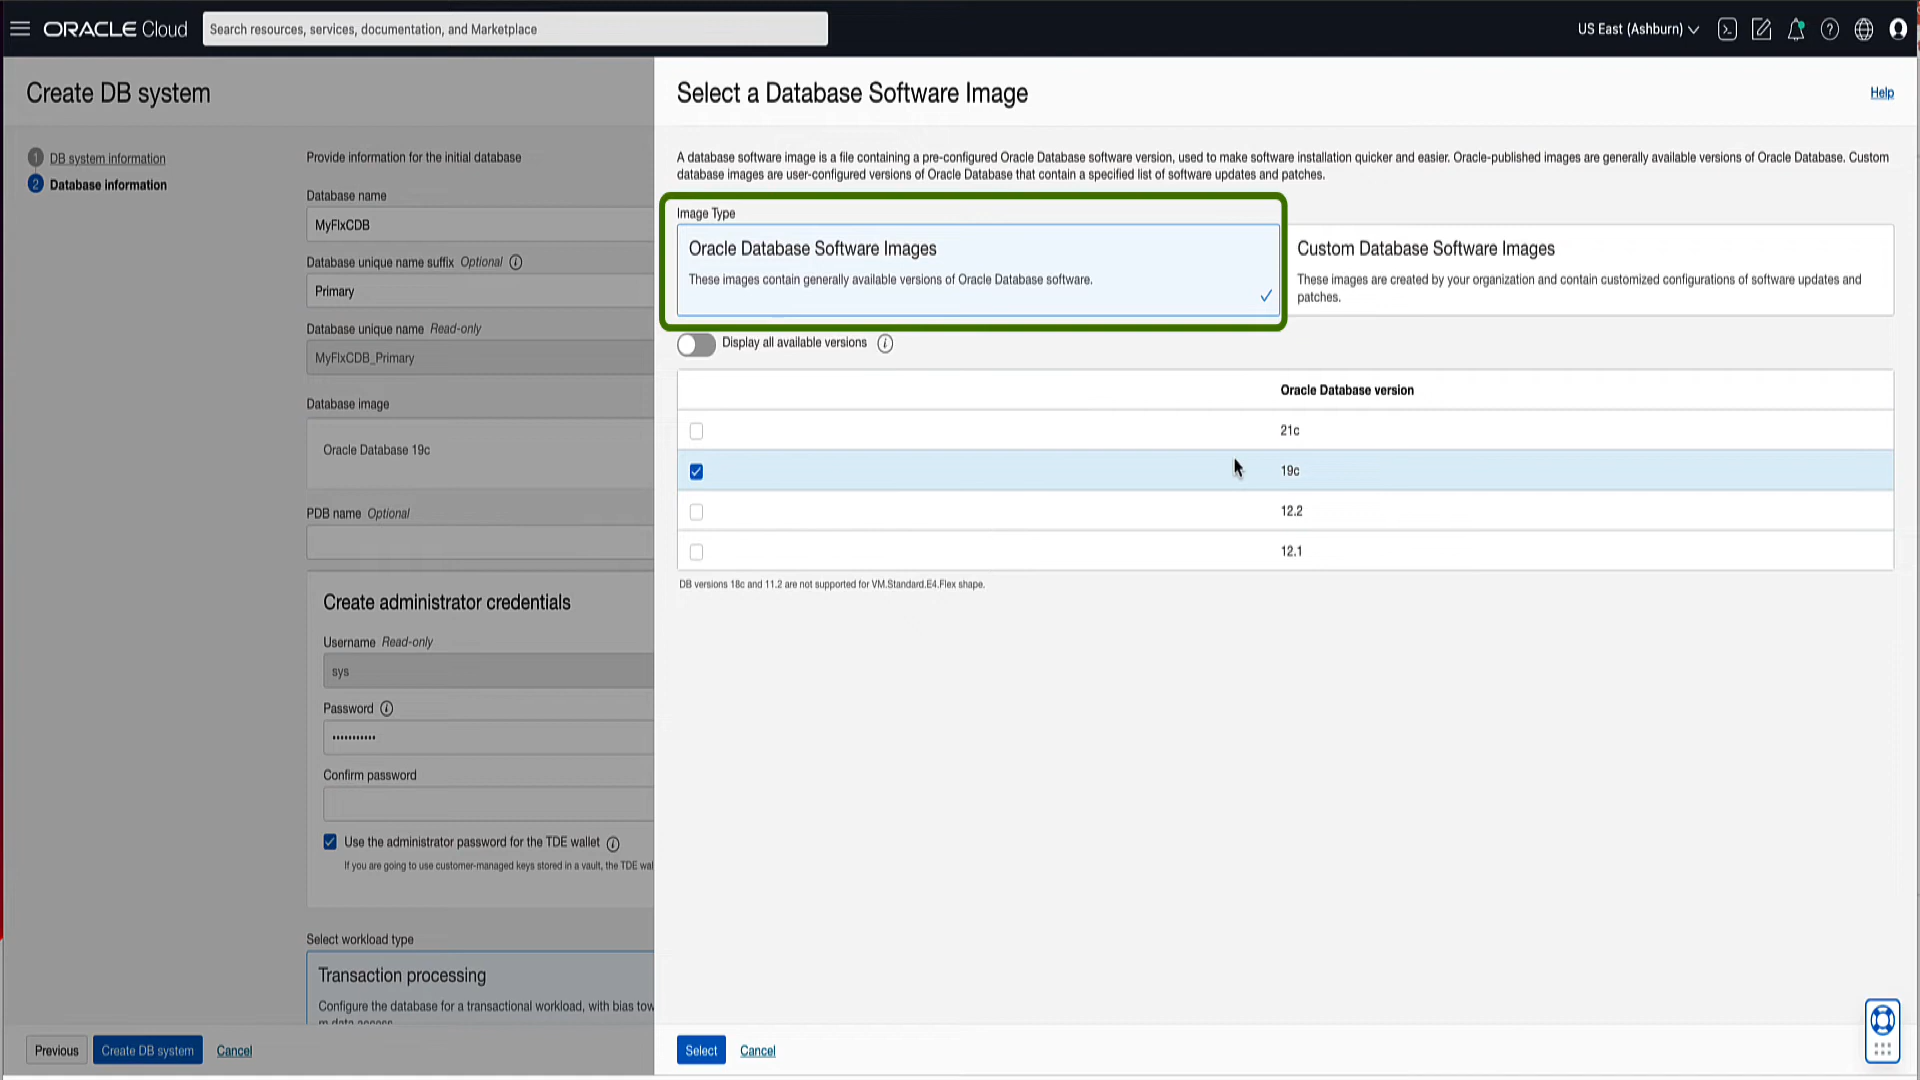 ORACLE Cloud
Search resources, services, documentation, and Marketplace
US East (Ashburn)
Create DB system
1 DB system information
2 Database information
Provide information for the initial database
Database name
MyFlxCDB
Database unique name suffix Optional
Primary
Database unique name Read-only
MyFlxCDB_Primary
Database image
Oracle Database 19c
PDB name Optional
Create administrator credentials
Username Read-only
sys
Password
•••••••••••
Confirm password
Use the administrator password for the TDE wallet
If you are going to use customer-managed keys stored in a vault, the TDE wal
Select workload type
Transaction processing
Configure the database for a transactional workload, with bias tow
m data access.
Previous
Create DB system
Cancel
Select a Database Software Image
Help
A database software image is a file containing a pre-configured Oracle Database software version, used to make software installation quicker and easier. Oracle-published images are generally available versions of Oracle Database. Custom
database images are user-configured versions of Oracle Database that contain a specified list of software updates and patches.
Image Type
Oracle Database Software Images
These images contain generally available versions of Oracle Database software.
Custom Database Software Images
These images are created by your organization and contain customized configurations of software updates and
patches.
Display all available versions
Oracle Database version
21c
19c
12.2
12.1
DB versions 18c and 11.2 are not supported for VM.Standard.E4.Flex shape.
Select
Cancel